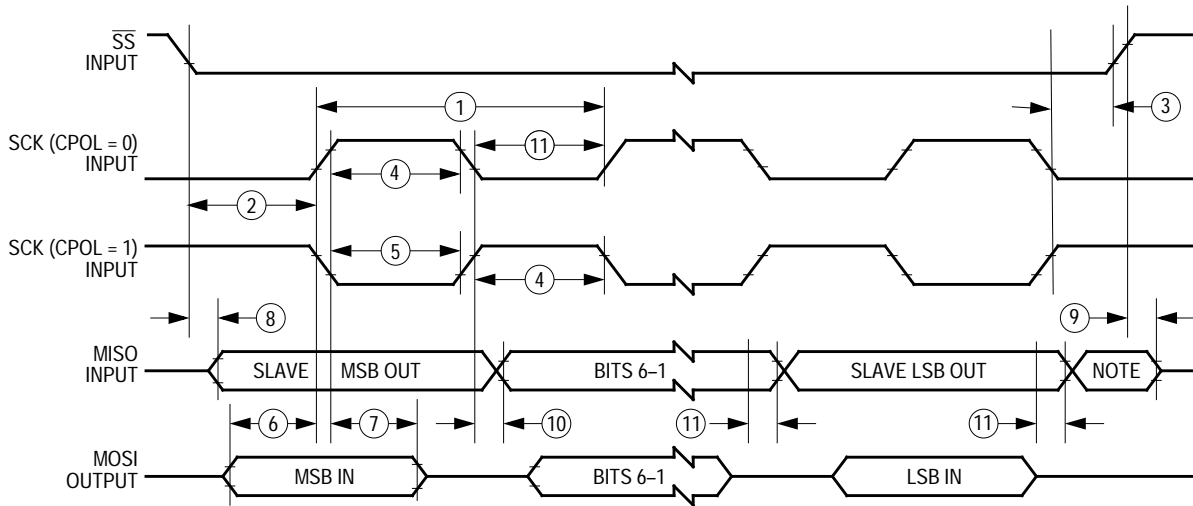 SS
INPUT
1
3
SCK (CPOL = 0)
INPUT
11
4
2
SCK (CPOL = 1)
INPUT
5
4
8
9
MISO
INPUT
SLAVE MSB OUT
BITS 6–1
SLAVE LSB OUT
NOTE
6
7
10
11
11
MOSI
OUTPUT
MSB IN
BITS 6–1
LSB IN